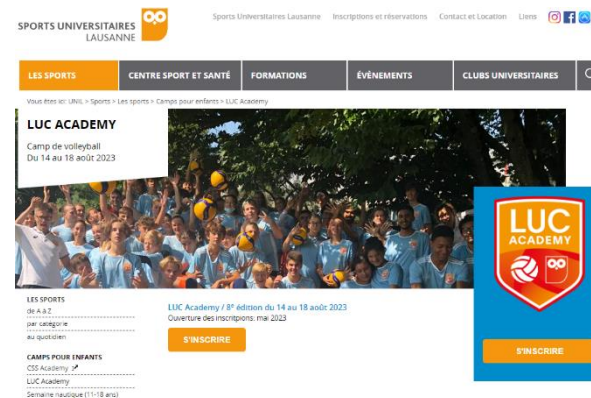 SPORTS UNIVERSITAIRES
LAUSANNE
Sports Universitaires Lausanne Inscriptions et réservations Contact et Location Liens
LES SPORTS CENTRE SPORT ET SANTÉ FORMATIONS ÉVÈNEMENTS CLUBS UNIVERSITAIRES
Vous êtes ici: UNIL > Sports > Les sports > Camps pour enfants > LUC Academy
LUC ACADEMY
Camp de volleyball
Du 14 au 18 août 2023
LUC
ACADEMY
S'INSCRIRE
LUC Academy / 8e édition du 14 au 18 août 2023
Ouverture des inscritpions: mai 2023
S'INSCRIRE
LES SPORTS
de A à Z
par catégorie
au quotidien
CAMPS POUR ENFANTS
CSS Academy
LUC Academy
Semaine nautique (11-18 ans)